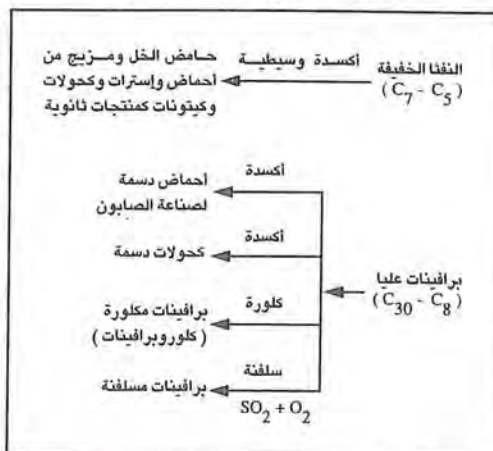 النفثا الخفيفة
(C7 - C5)
أكسدة وسيطية
حامض الخل ومزيج من
أحماض وإسترات وكحولات
وكيتونات كمنتجات ثانوية
برافينات عليا
(C30 - C8)
أكسدة
أحماض دسمة
لصناعة الصابون
أكسدة
كحولات دسمة
كلورة
برافينات مكلورة
(كلوروبرافينات)
سلفنة
SO2 + O2
برافينات مسلفنة